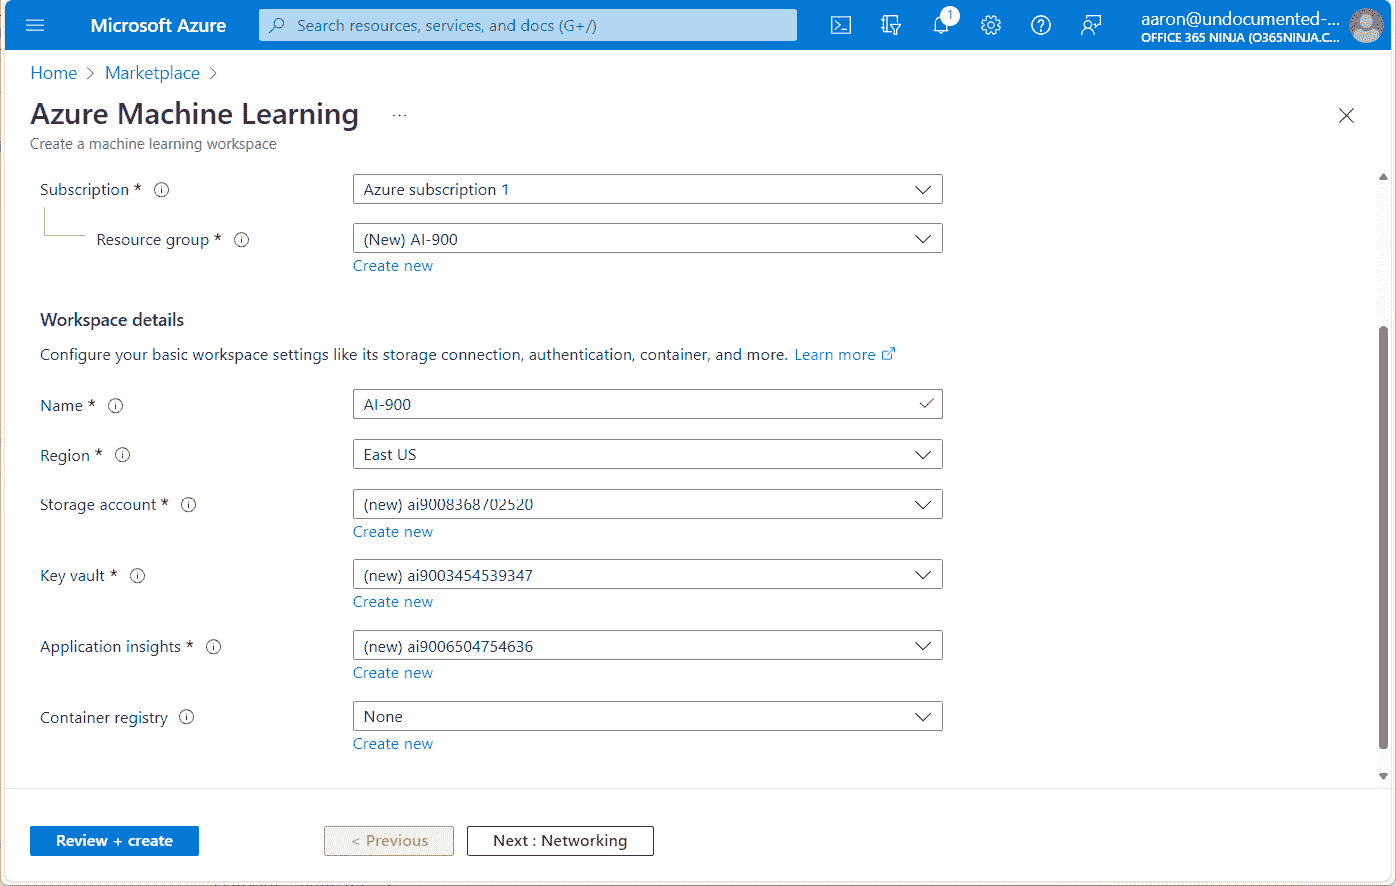 Microsoft Azure
Search resources, services, and docs (G+/)
1
aaron@undocumented-...
OFFICE 365 NINJA (O365NINJA.C...
Home > Marketplace >
Azure Machine Learning ...
Create a machine learning workspace
Subscription * Azure subscription 1
Resource group * (New) AI-900
Create new
Workspace details
Configure your basic workspace settings like its storage connection, authentication, container, and more. Learn more
Name * AI-900
Region * East US
Storage account * (new) ai9008368702520
Create new
Key vault * (new) ai9003454539347
Create new
Application insights * (new) ai9006504754636
Create new
Container registry None
Create new
Review + create
< Previous
Next : Networking